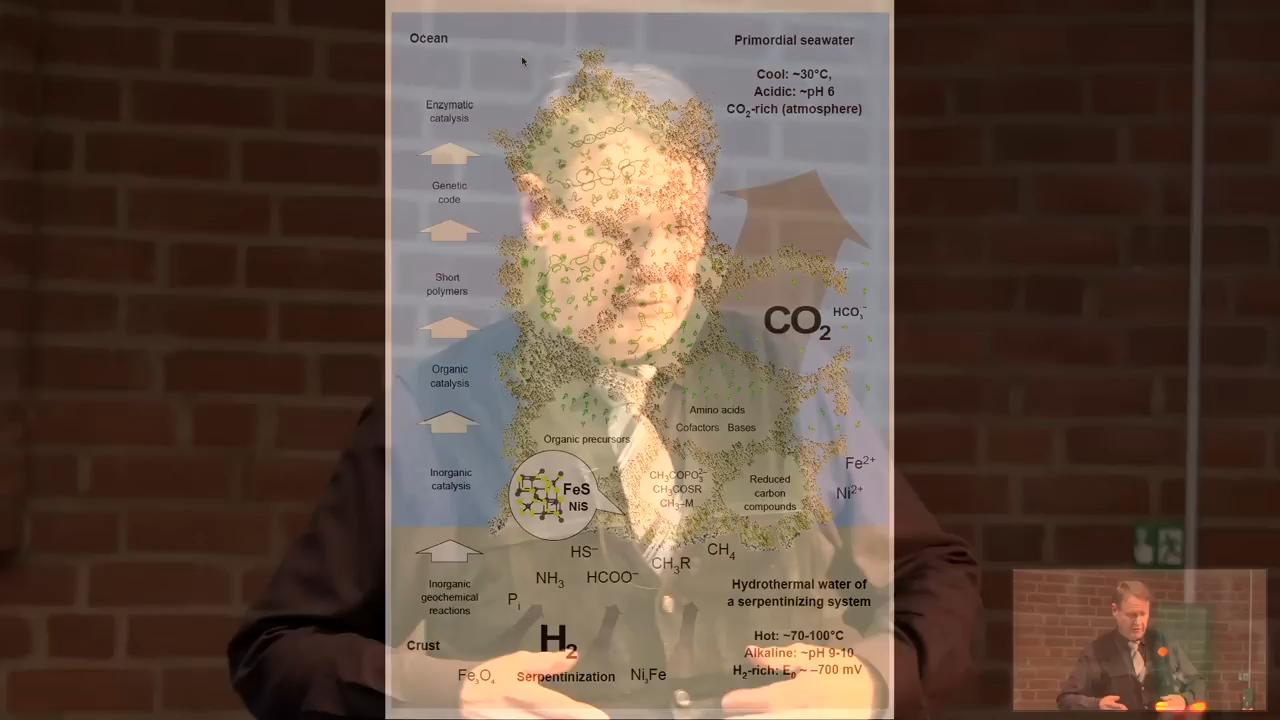 Ocean
Primordial seawater
Cool: ~30°C,
Acidic: ~pH 6
CO₂-rich (atmosphere)
Enzymatic
catalysis
Genetic
code
Short
polymers
CO₂ HCO₃⁻
Organic
catalysis
Amino acids
Cofactors Bases
Organic precursors
Fe²⁺
Ni²⁺
Inorganic
catalysis
FeS
NiS
CH₃COPO₃²⁻
CH₃COSR
CH₃–M
Reduced
carbon
compounds
HS⁻
CH₃R
CH₄
NH₃
HCOO⁻
Pᵢ
Inorganic
geochemical
reactions
Hydrothermal water of
a serpentinizing system
Crust
H₂
Hot: ~70-100°C
Alkaline: ~pH 9-10
H₂-rich: E₀ ~ –700 mV
Fe₃O₄
Serpentinization
Ni₃Fe